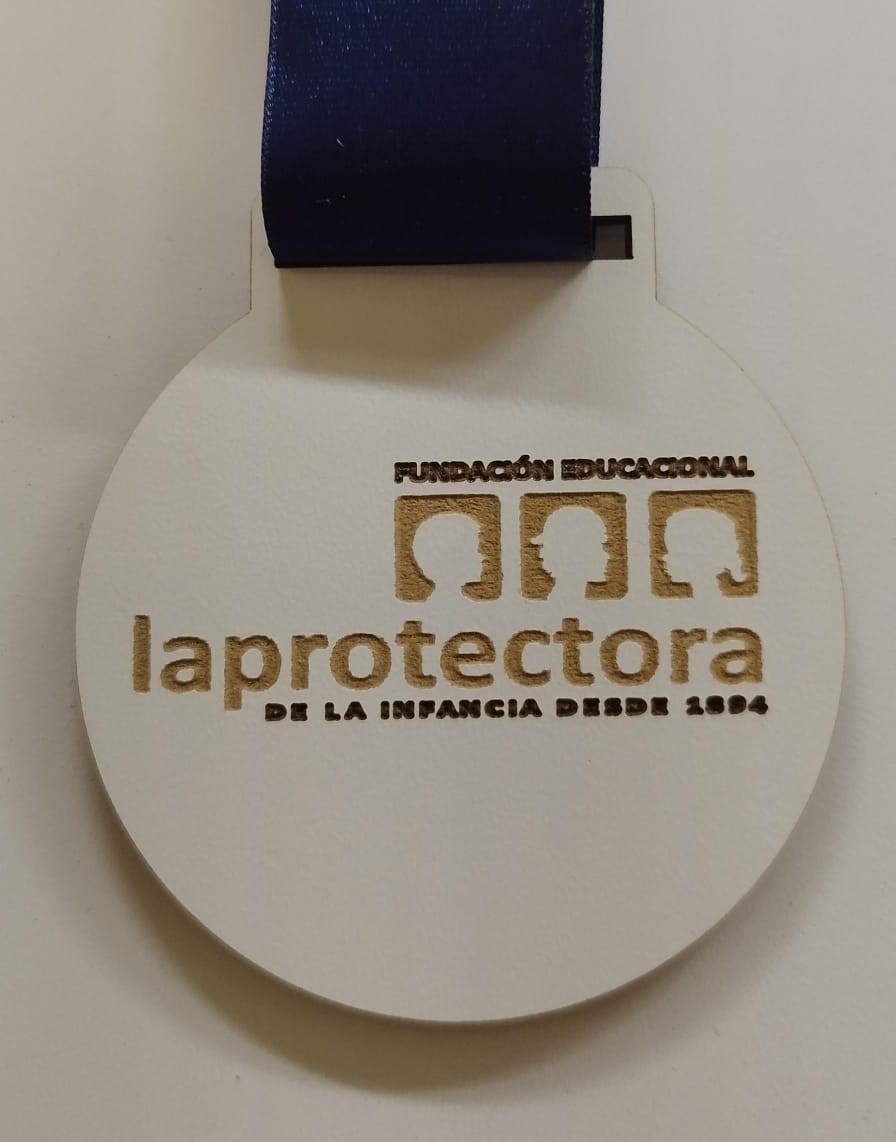 FUNDACIÓN EDUCACIONAL
laprotectora
DE LA INFANCIA DESDE 1894